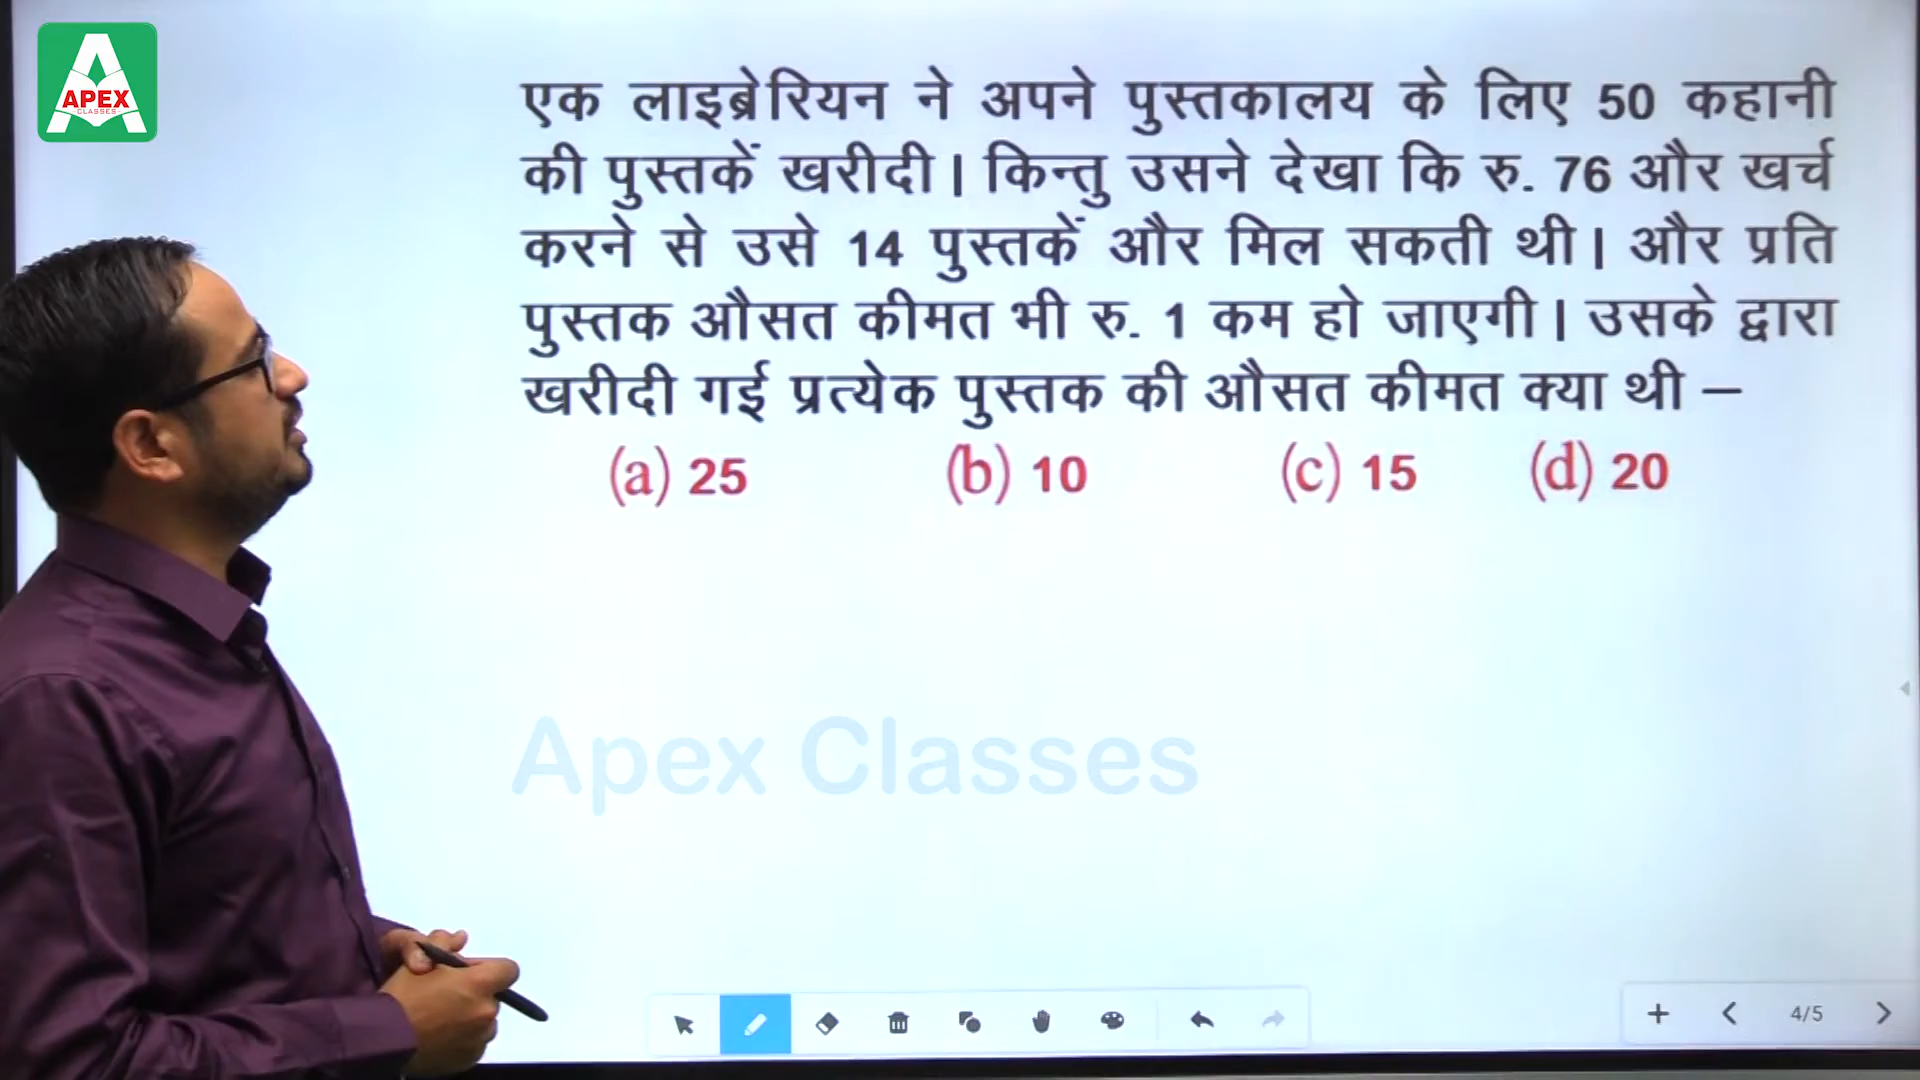 APEX
CLASSES
एक लाइब्रेरियन ने अपने पुस्तकालय के लिए 50 कहानी
की पुस्तकें खरीदी। किन्तु उसने देखा कि रु. 76 और खर्च
करने से उसे 14 पुस्तकें और मिल सकती थी। और प्रति
पुस्तक औसत कीमत भी रु. 1 कम हो जाएगी। उसके द्वारा
खरीदी गई प्रत्येक पुस्तक की औसत कीमत क्या थी –
(a) 25 (b) 10 (c) 15 (d) 20
Apex Classes
4/5